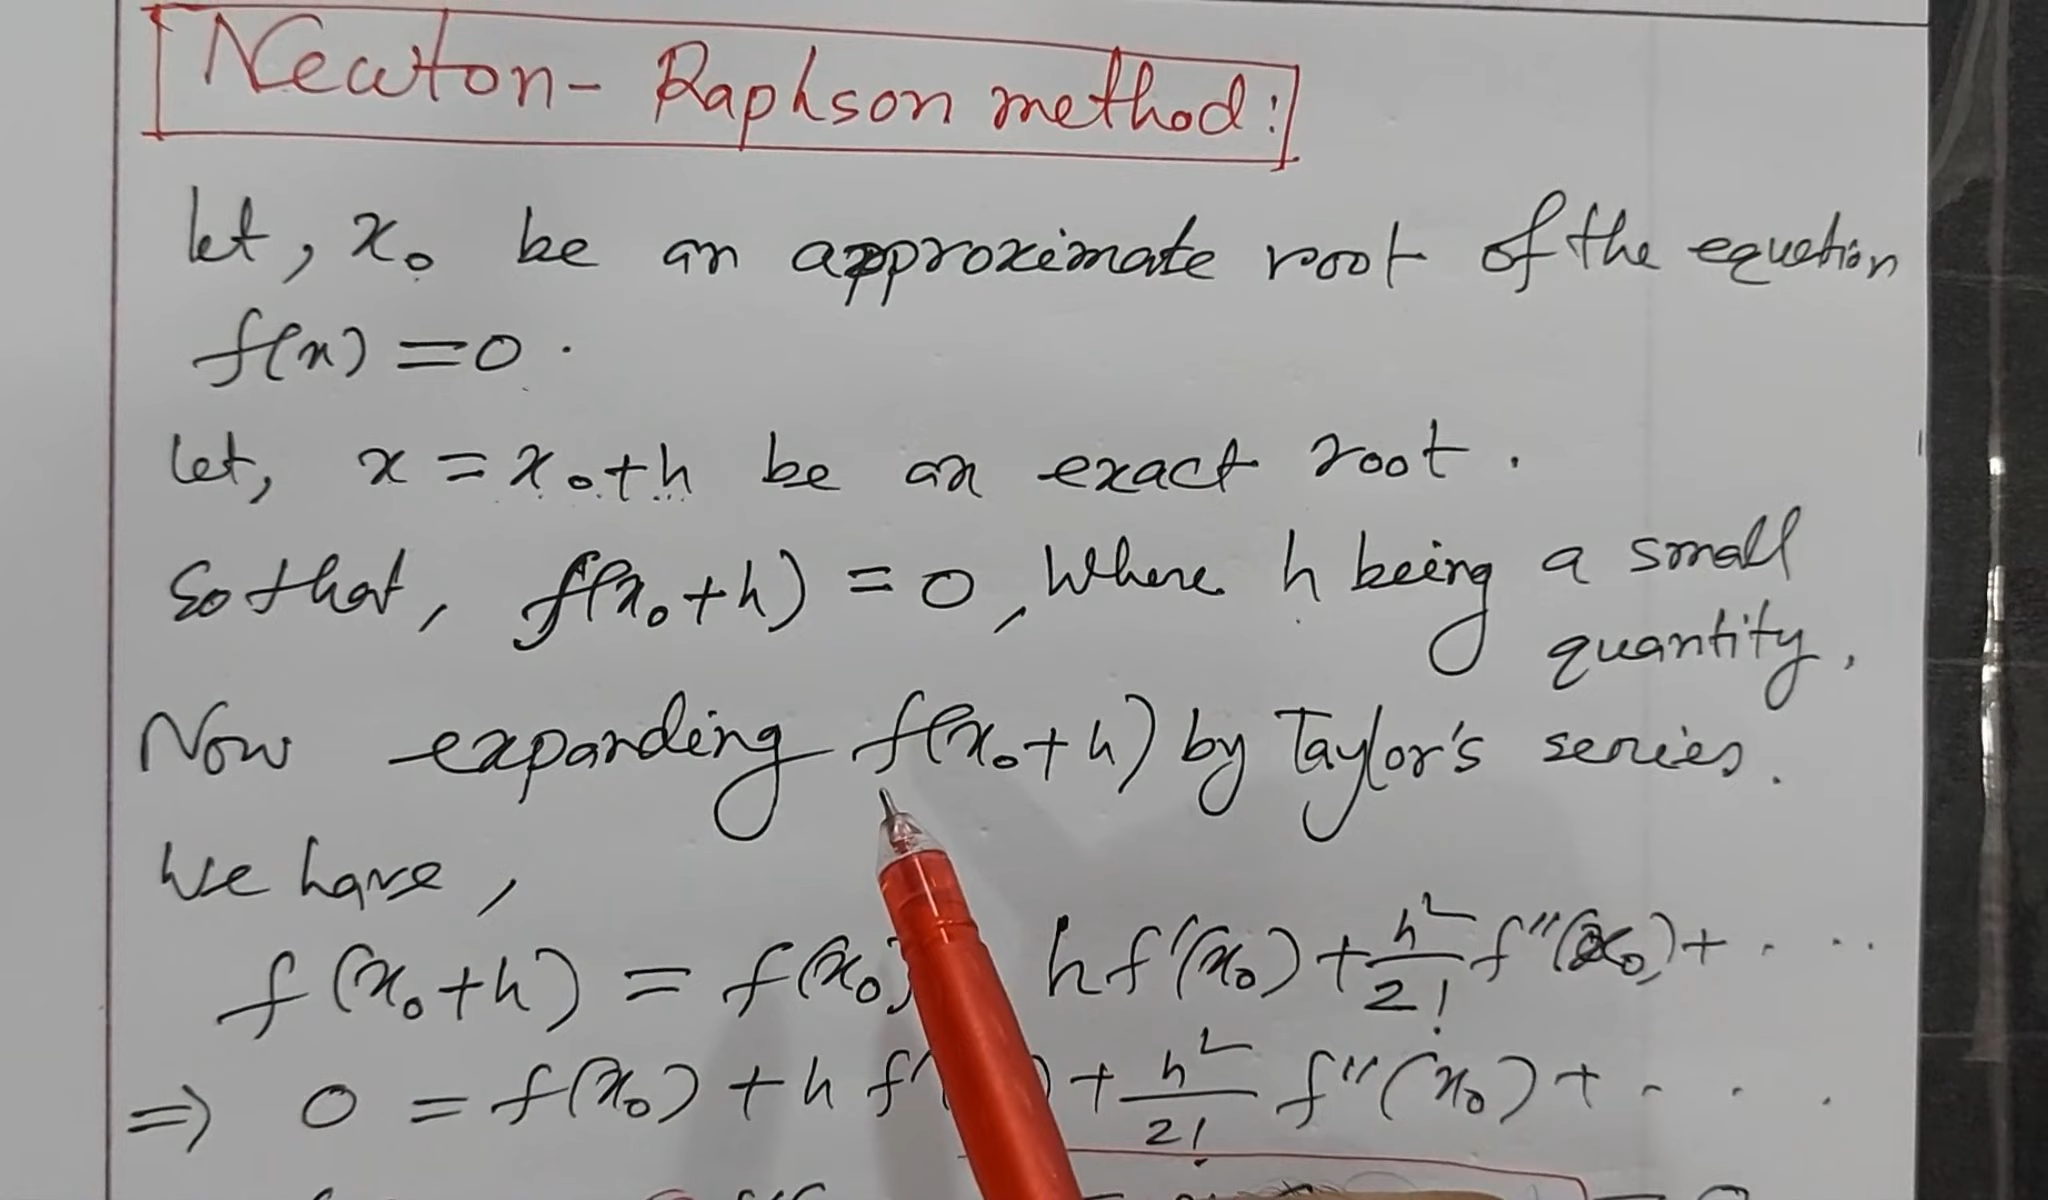 Newton- Raphson method:
Let, x₀ be an approximate root of the equation
f(x) = 0.
Let, x = x₀+h be an exact root.
So that, f(x₀+h) = 0, Where h being a small
quantity.
Now expanding f(x₀+h) by Taylor's series.
We have,
f(x₀+h) = f(x₀) hf'(x₀) + h²/2! f''(x₀) + . . . .
⇒ 0 = f(x₀) + h f' ) + h²/2! f''(x₀) + . . .